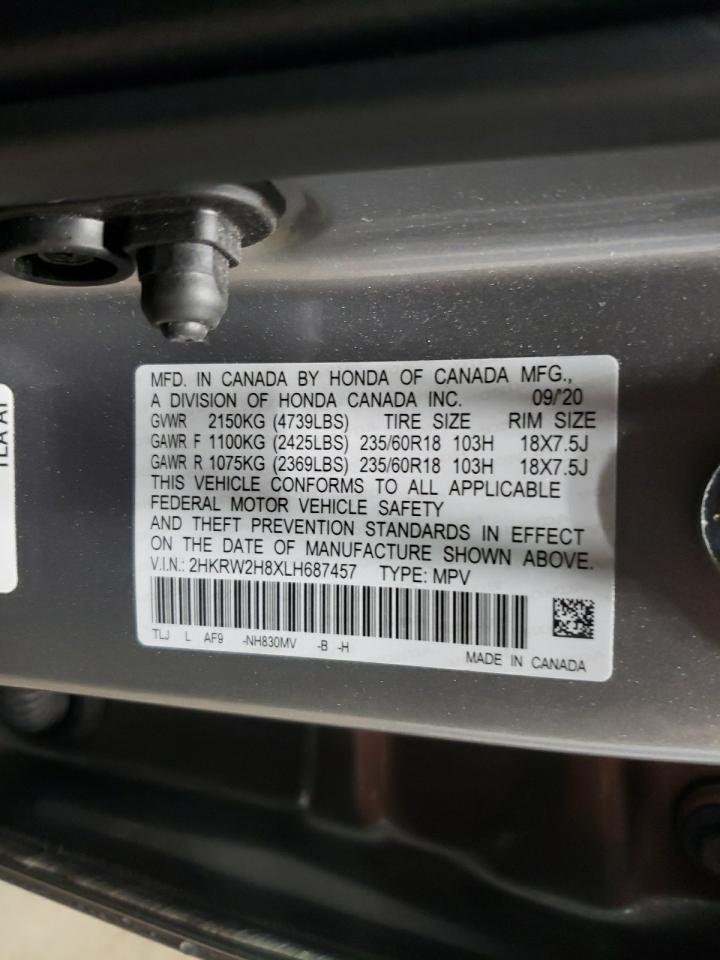 MFD. IN CANADA BY HONDA OF CANADA MFG.,
A DIVISION OF HONDA CANADA INC. 09/'20
GVWR 2150KG (4739LBS) TIRE SIZE RIM SIZE
GAWR F 1100KG (2425LBS) 235/60R18 103H 18X7.5J
GAWR R 1075KG (2369LBS) 235/60R18 103H 18X7.5J
THIS VEHICLE CONFORMS TO ALL APPLICABLE
FEDERAL MOTOR VEHICLE SAFETY
AND THEFT PREVENTION STANDARDS IN EFFECT
ON THE DATE OF MANUFACTURE SHOWN ABOVE.
V.I.N.: 2HKRW2H8XLH687457 TYPE: MPV
TLJ L AF9 -NH830MV -B -H
MADE IN CANADA